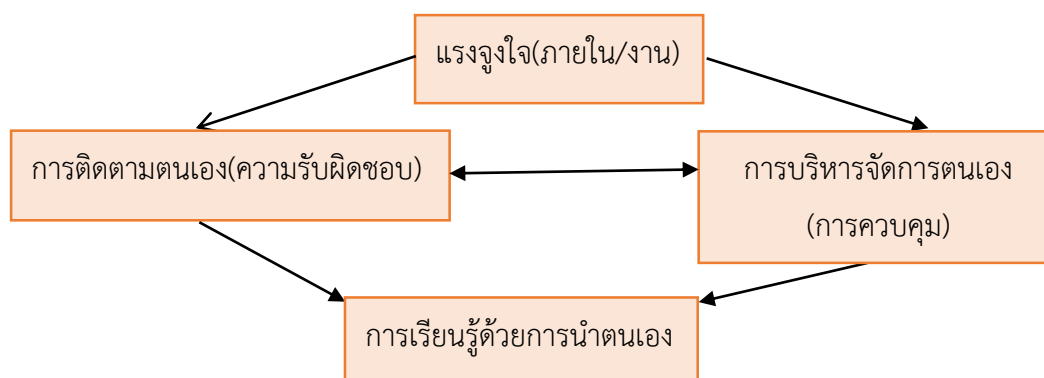 แรงจูงใจ(ภายใน/งาน)
การติดตามตนเอง(ความรับผิดชอบ)
การบริหารจัดการตนเอง
(การควบคุม)
การเรียนรู้ด้วยการนำตนเอง